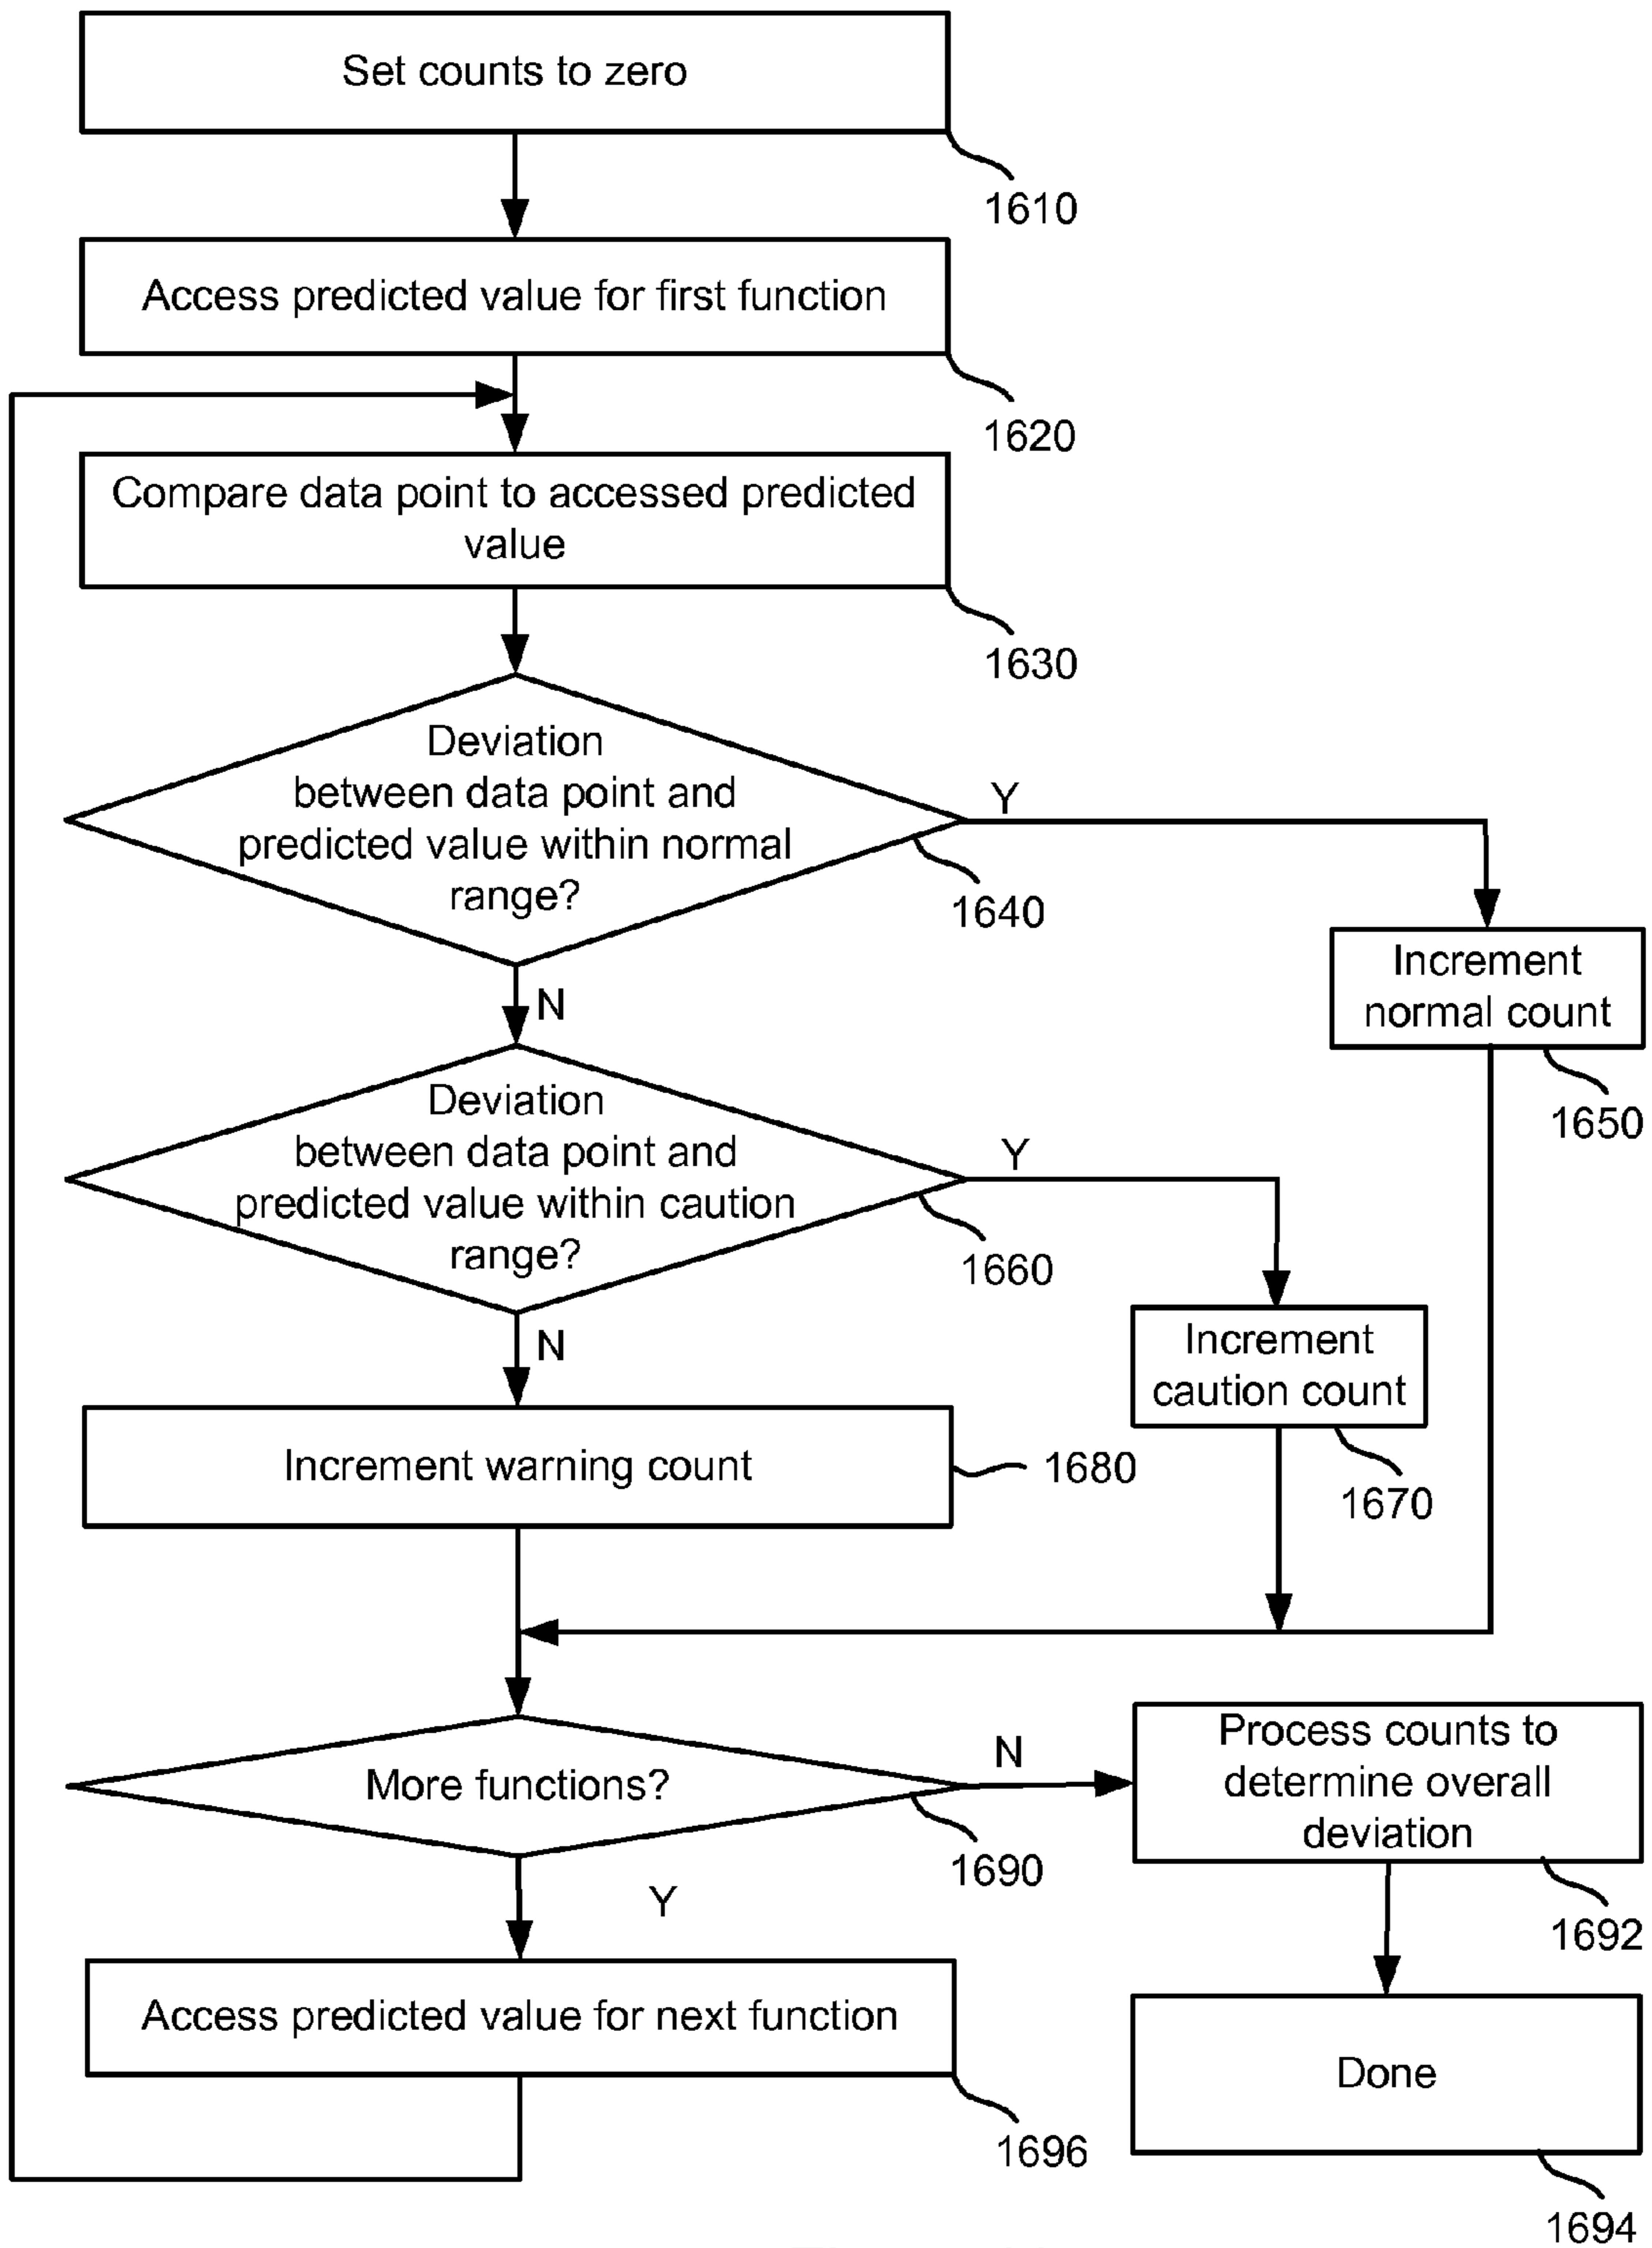 Set counts to zero
1610
Access predicted value for first function
1620
Compare data point to accessed predicted
value
1630
Deviation
between data point and
predicted value within normal
range?
Y
1640
Increment
normal count
1650
N
Deviation
between data point and
predicted value within caution
range?
Y
1660
Increment
caution count
1670
N
Increment warning count
1680
More functions?
N
1690
Process counts to
determine overall
deviation
1692
Y
Access predicted value for next function
1696
Done
1694